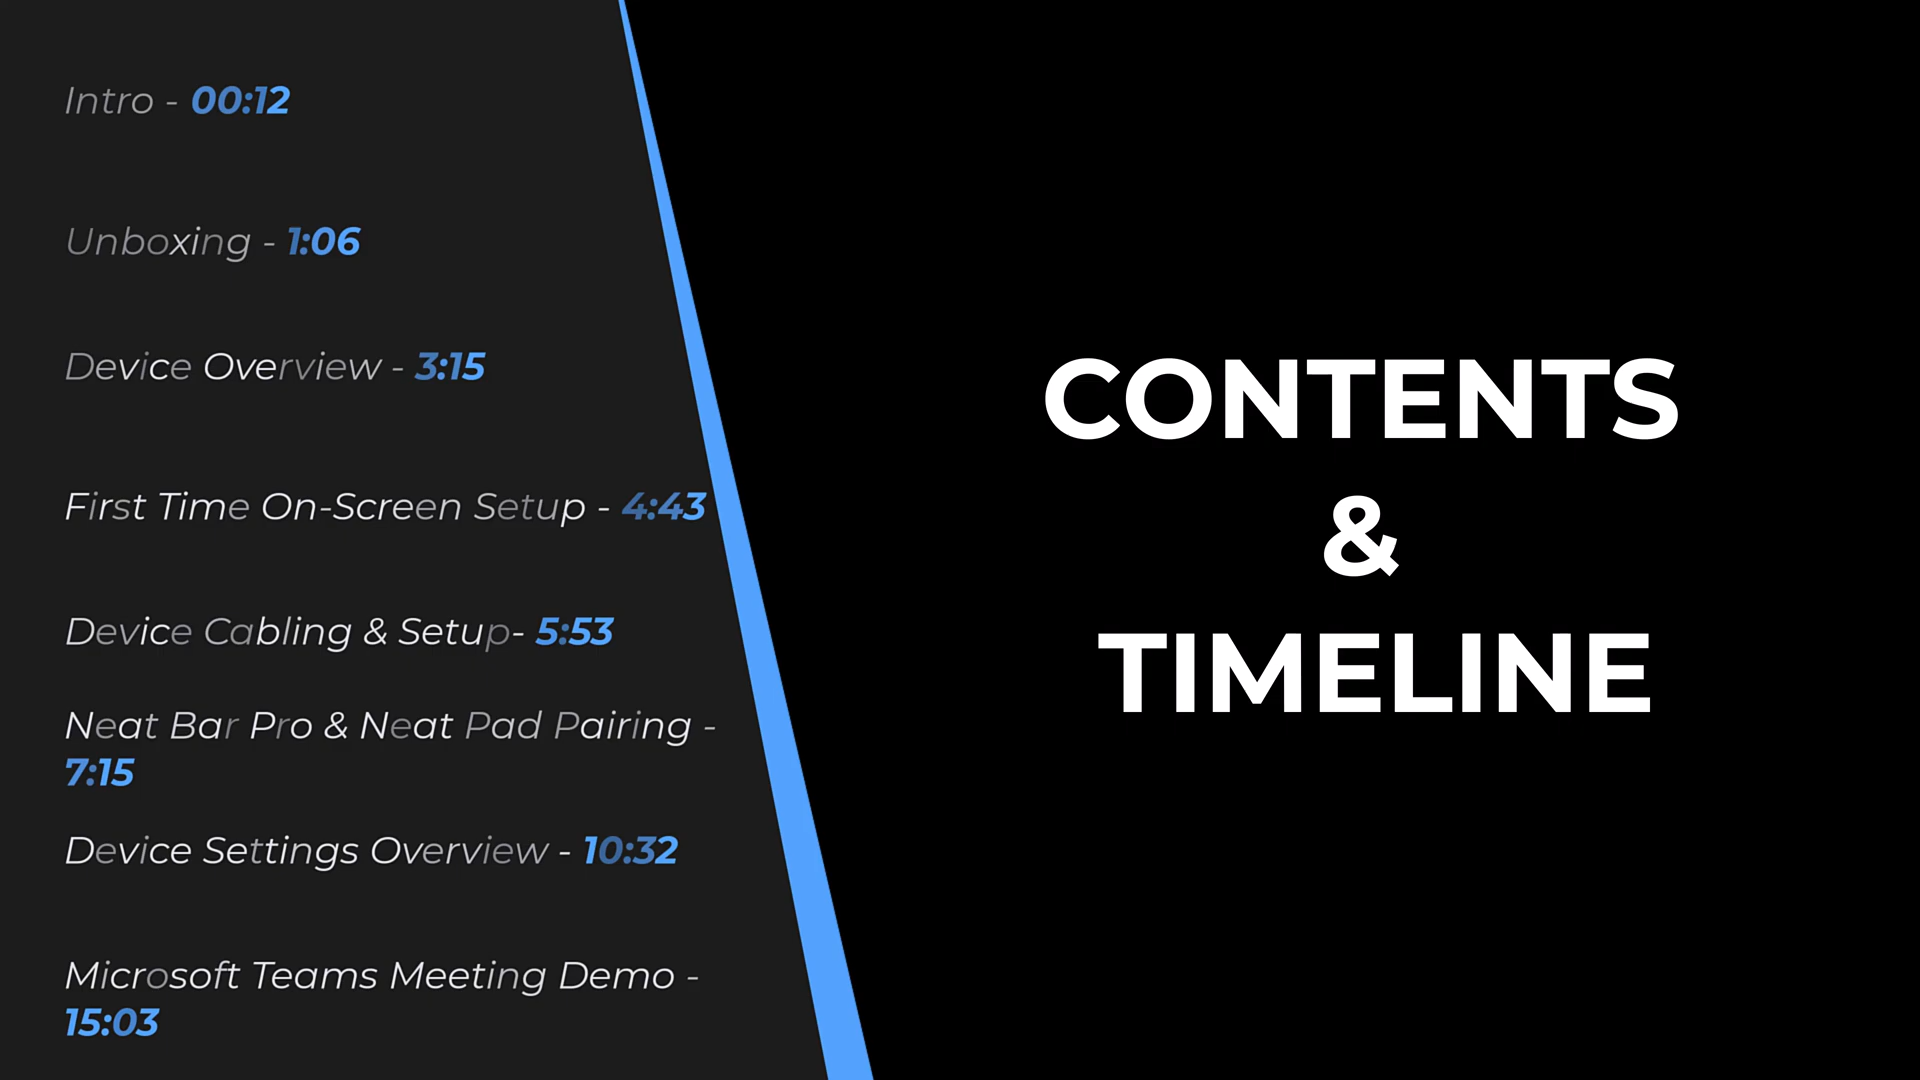 Intro - 00:12
Unboxing - 1:06
Device Overview - 3:15
First Time On-Screen Setup - 4:43
Device Cabling & Setup- 5:53
Neat Bar Pro & Neat Pad Pairing -
7:15
Device Settings Overview - 10:32
Microsoft Teams Meeting Demo -
15:03
CONTENTS
&
TIMELINE